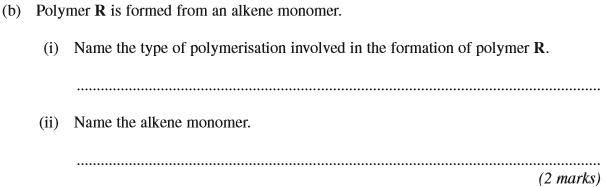 (b) Polymer R is formed from an alkene monomer.
(i) Name the type of polymerisation involved in the formation of polymer R.
(ii) Name the alkene monomer.
(2 marks)